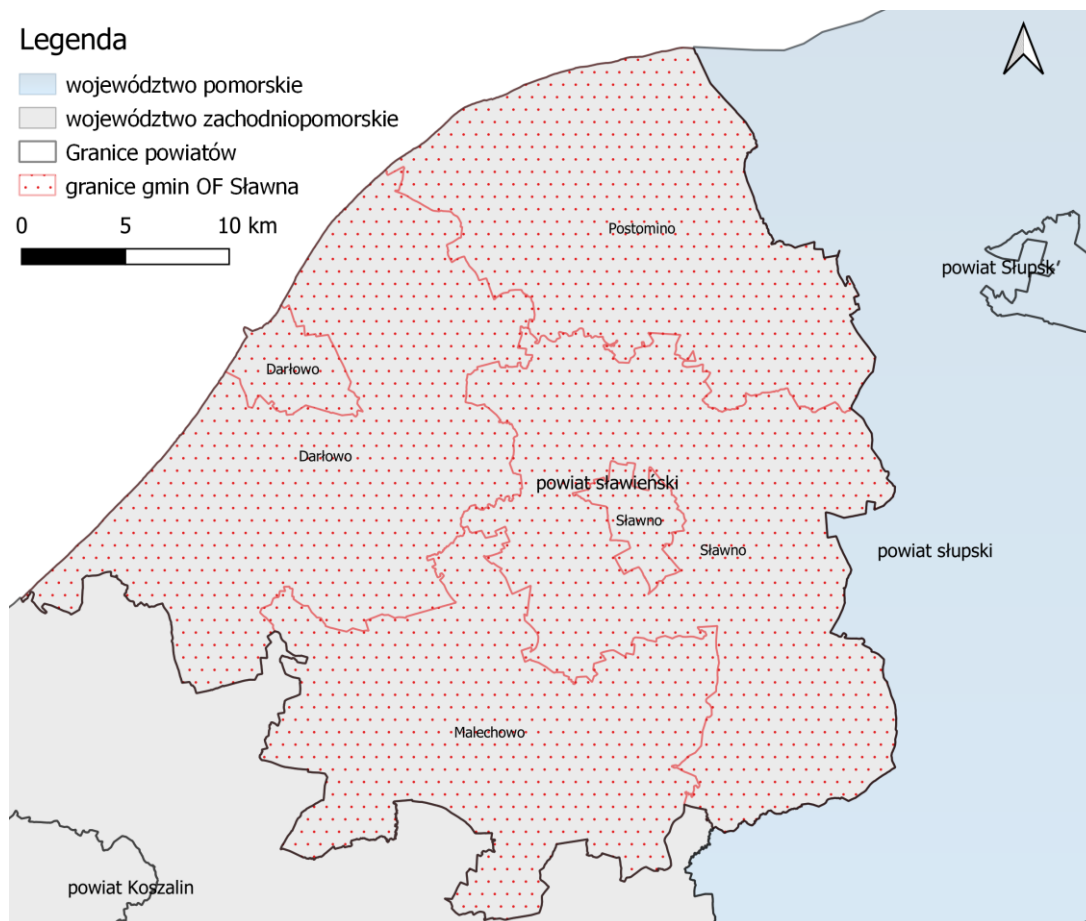 Legenda
województwo pomorskie
województwo zachodniopomorskie
Granice powiatów
granice gmin OF Sławna
0 5 10 km
Postomino
powiat Słupsk
Darłowo
Darłowo
powiat sławieński
Sławno
Sławno
powiat słupski
Malechowo
powiat Koszalin